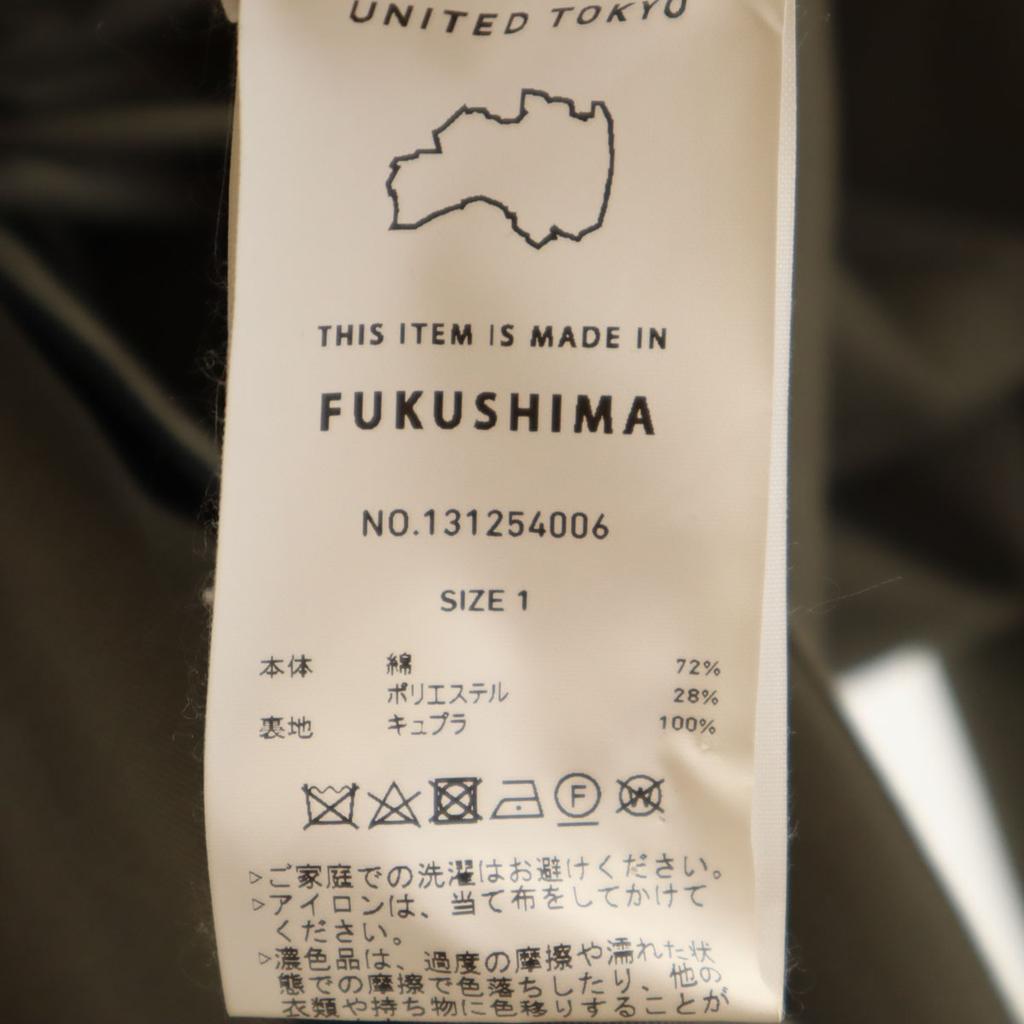 UNITED TOKYO
THIS ITEM IS MADE IN
FUKUSHIMA
NO.131254006
SIZE 1
本体 綿 72%
ポリエステル 28%
裏地 キュプラ 100%
F W
▷ご家庭での洗濯はお避けください。
▷アイロンは、当て布をしてかけて
ください。
▷濃色品は、過度の摩擦や濡れた状
態での摩擦で色落ちしたり、他の
衣類や持ち物に色移りすることが